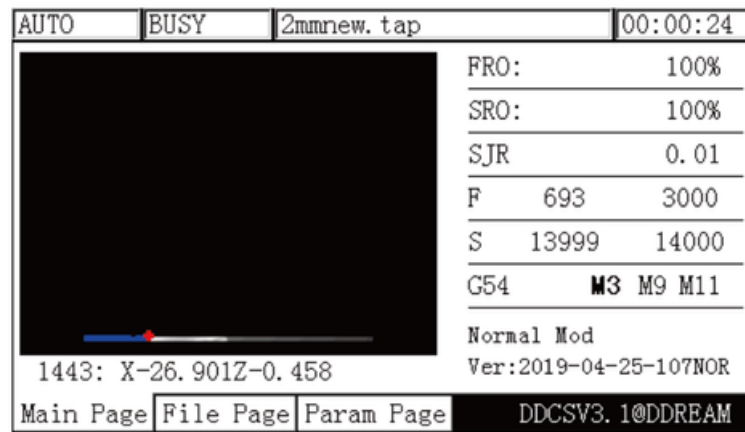 AUTO BUSY 2mmnew.tap 00:00:24
FRO: 100%
SRO: 100%
SJR 0.01
F 693 3000
S 13999 14000
G54 M3 M9 M11
Normal Mod
Ver:2019-04-25-107NOR
1443: X-26.901Z-0.458
Main Page File Page Param Page DDCSV3.1@DDREAM